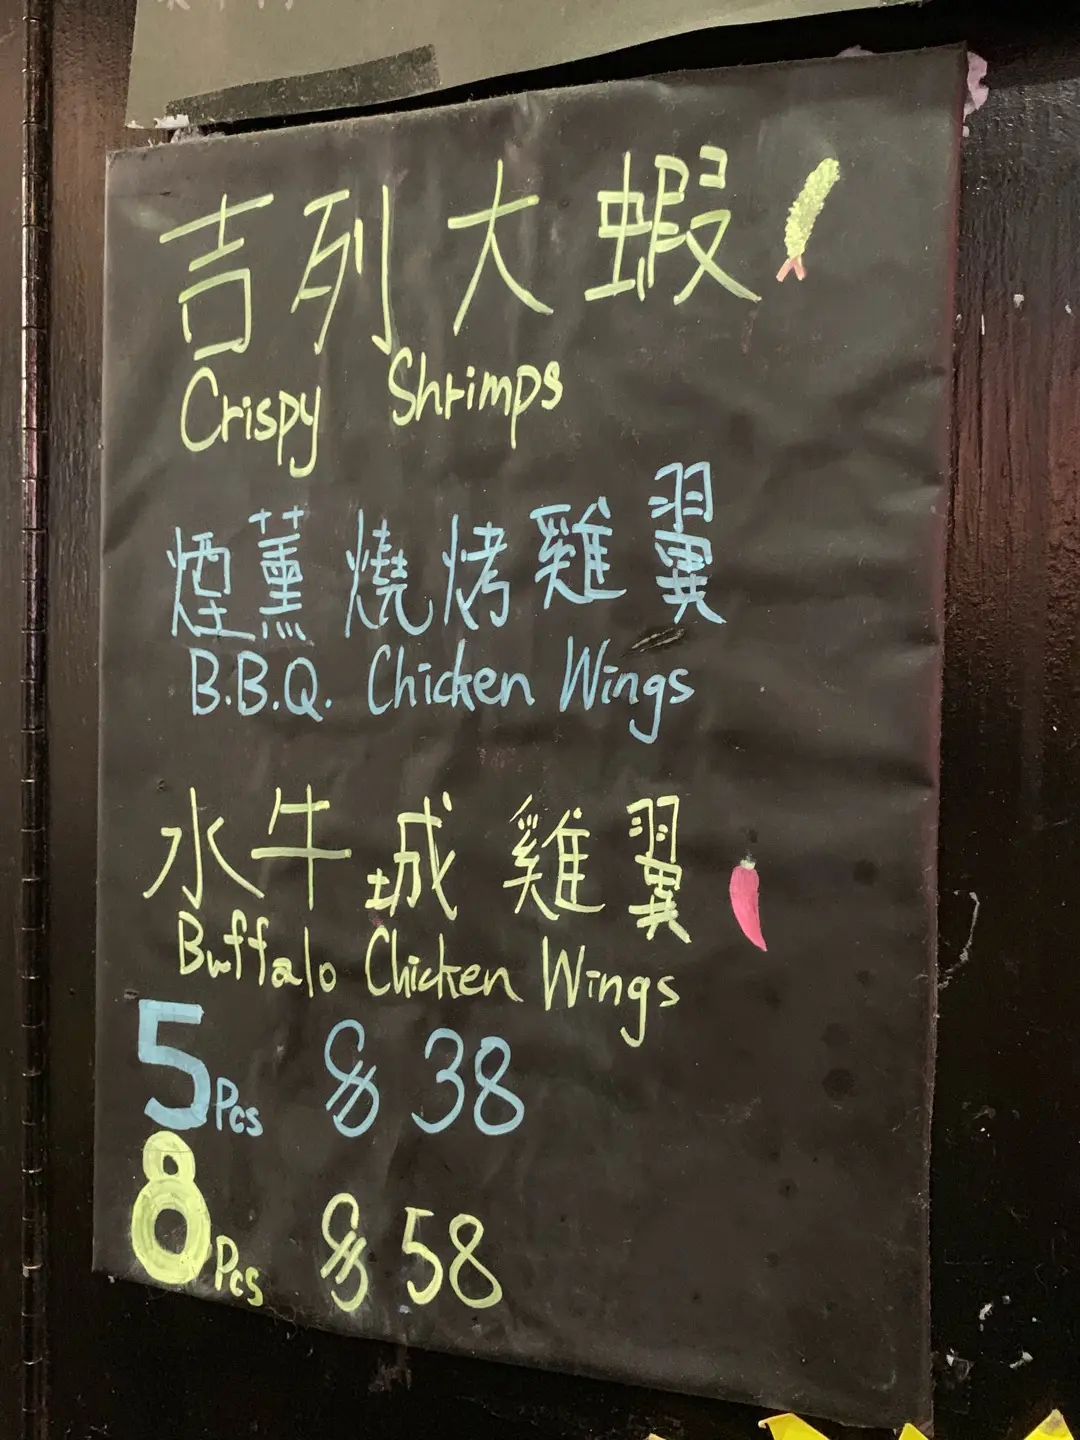 吉列大蝦
Crispy Shrimps
煙薰燒烤雞翼
B.B.Q. Chicken Wings
水牛城雞翼
Buffalo Chicken Wings
5Pcs $38
8Pcs $58